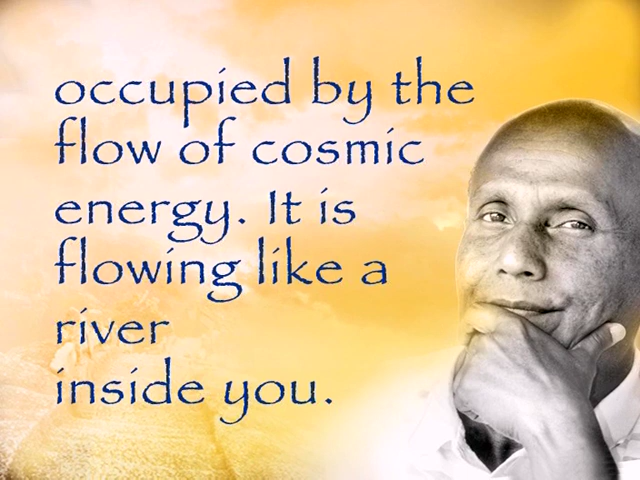 occupied by the
flow of cosmic
energy. It is
flowing like a
river
inside you.